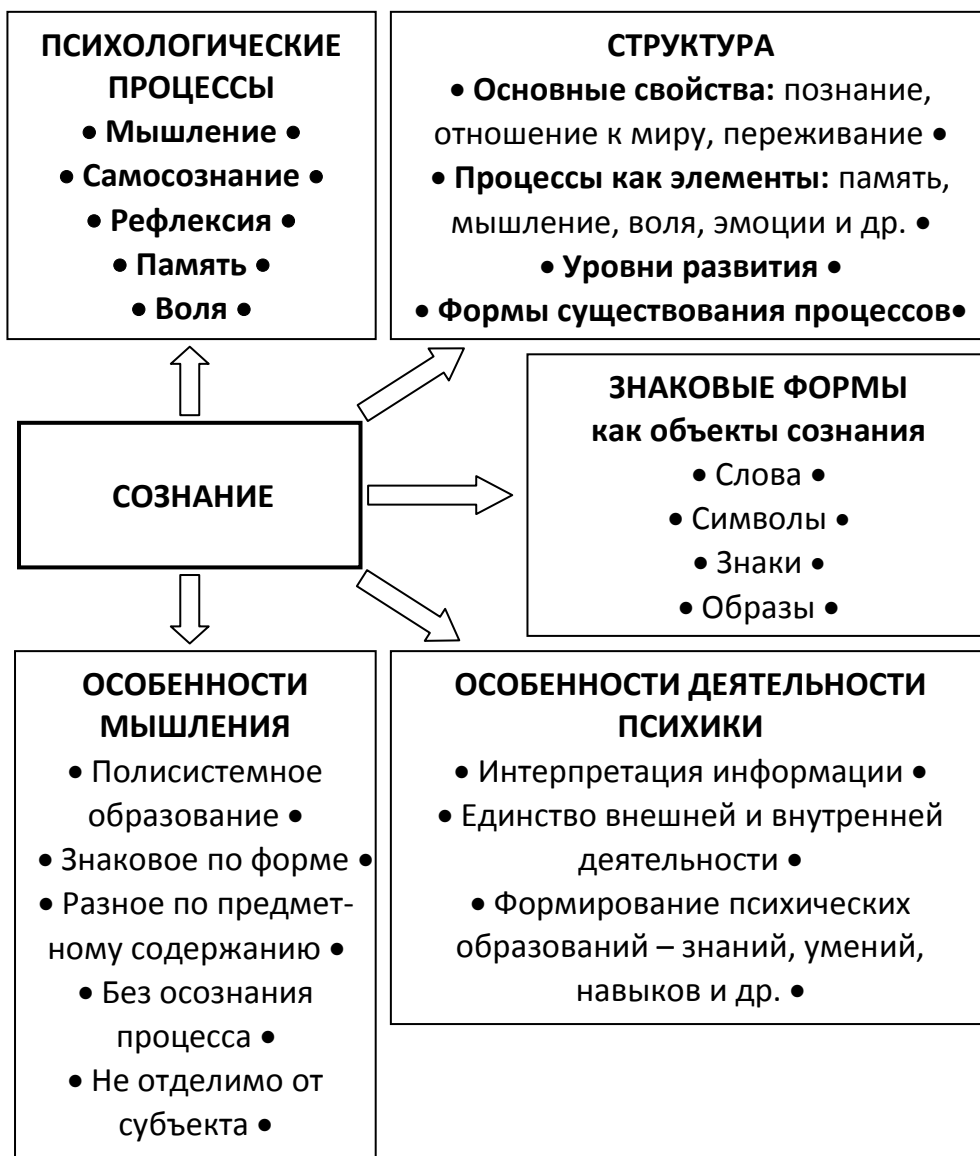 ПСИХОЛОГИЧЕСКИЕ
ПРОЦЕССЫ
• Мышление •
• Самосознание •
• Рефлексия •
• Память •
• Воля •
СТРУКТУРА
• Основные свойства: познание,
отношение к миру, переживание •
• Процессы как элементы: память,
мышление, воля, эмоции и др. •
• Уровни развития •
• Формы существования процессов•
СОЗНАНИЕ
ЗНАКОВЫЕ ФОРМЫ
как объекты сознания
• Слова •
• Символы •
• Знаки •
• Образы •
ОСОБЕННОСТИ
МЫШЛЕНИЯ
• Полисистемное
образование •
• Знаковое по форме •
• Разное по предмет-
ному содержанию •
• Без осознания
процесса •
• Не отделимо от
субъекта •
ОСОБЕННОСТИ ДЕЯТЕЛЬНОСТИ
ПСИХИКИ
• Интерпретация информации •
• Единство внешней и внутренней
деятельности •
• Формирование психических
образований – знаний, умений,
навыков и др. •